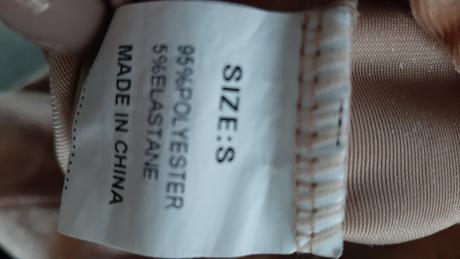 SIZE:S
95%POLYESTER
5%ELASTANE
MADE IN CHINA